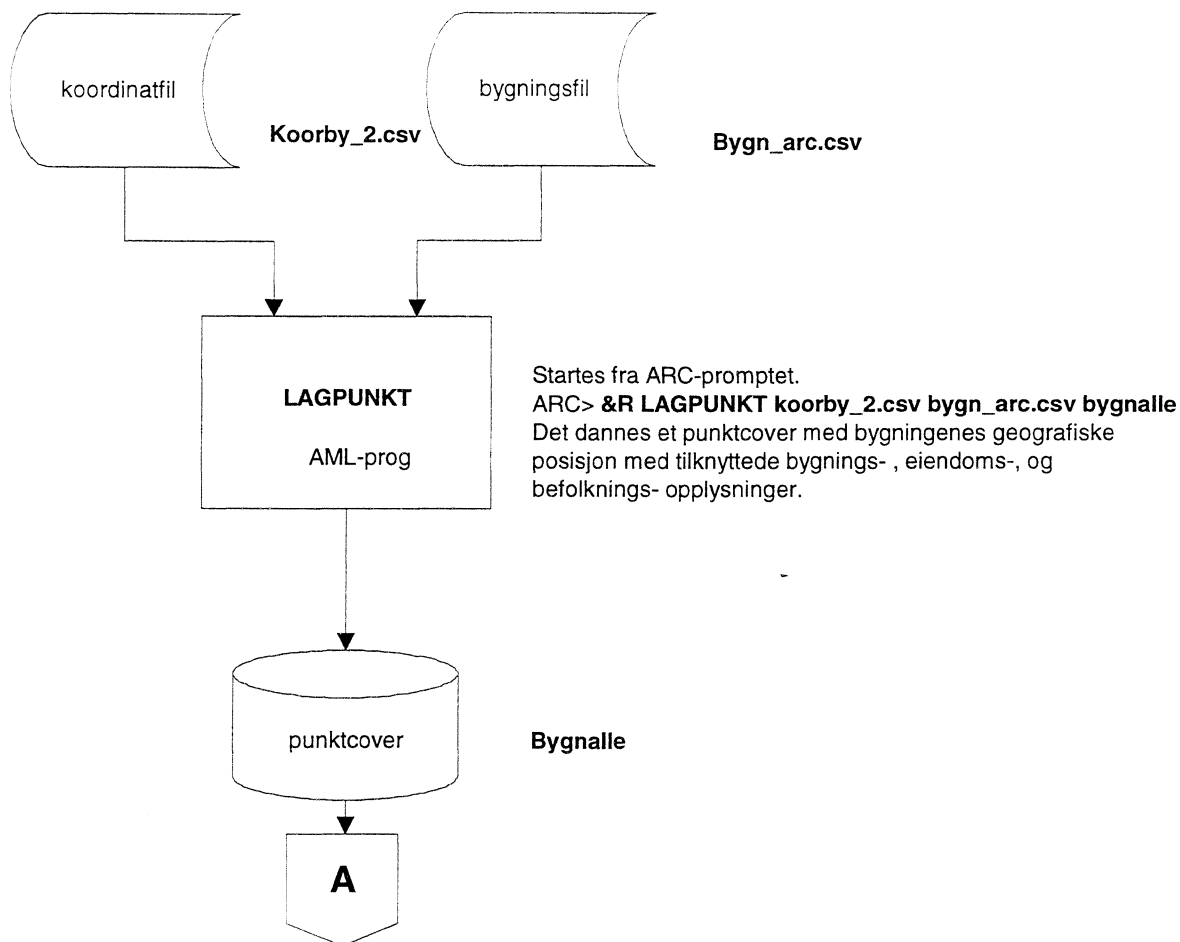 koordinatfil
Koorby_2.csv
bygningsfil
Bygn_arc.csv
LAGPUNKT
AML-prog
Startes fra ARC-promptet.
ARC> &R LAGPUNKT koorby_2.csv bygn_arc.csv bygnalle
Det dannes et punktcover med bygningenes geografiske
posisjon med tilknyttede bygnings- , eiendoms-, og
befolknings- opplysninger.
punktcover
Bygnalle
A